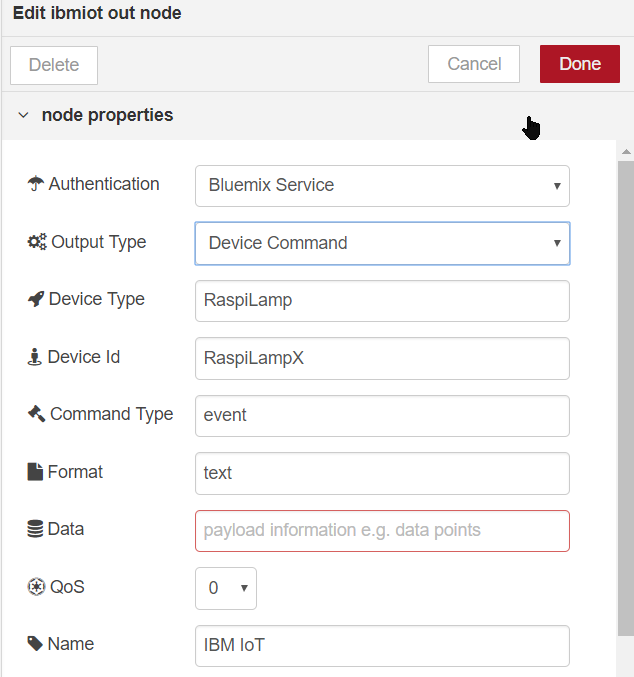 Edit ibmiot out node
Delete Cancel Done
node properties
Authentication Bluemix Service
Output Type Device Command
Device Type RaspiLamp
Device Id RaspiLampX
Command Type event
Format text
Data payload information e.g. data points
QoS 0
Name IBM IoT